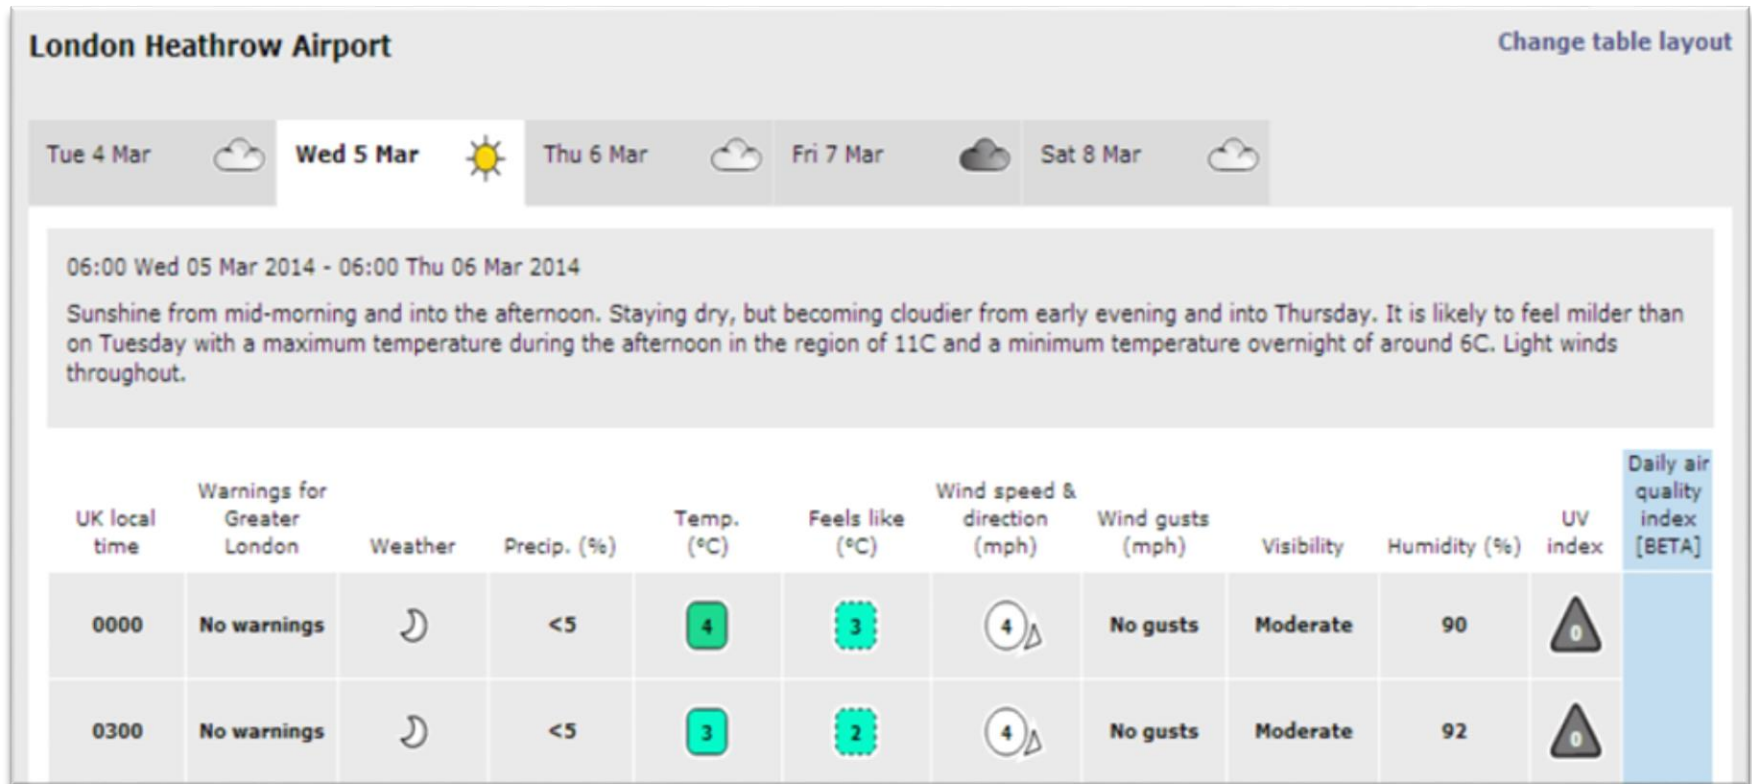 London Heathrow Airport
Change table layout
Tue 4 Mar
Wed 5 Mar
Thu 6 Mar
Fri 7 Mar
Sat 8 Mar
06:00 Wed 05 Mar 2014 - 06:00 Thu 06 Mar 2014
Sunshine from mid-morning and into the afternoon. Staying dry, but becoming cloudier from early evening and into Thursday. It is likely to feel milder than
on Tuesday with a maximum temperature during the afternoon in the region of 11C and a minimum temperature overnight of around 6C. Light winds
throughout.
UK local
time
Warnings for
Greater
London
Weather
Precip. (%)
Temp.
(°C)
Feels like
(°C)
Wind speed &
direction
(mph)
Wind gusts
(mph)
Visibility
Humidity (%)
UV
index
Daily air
quality
index
[BETA]
0000 No warnings <5 4 3 4 No gusts Moderate 90 0
0300 No warnings <5 3 2 4 No gusts Moderate 92 0